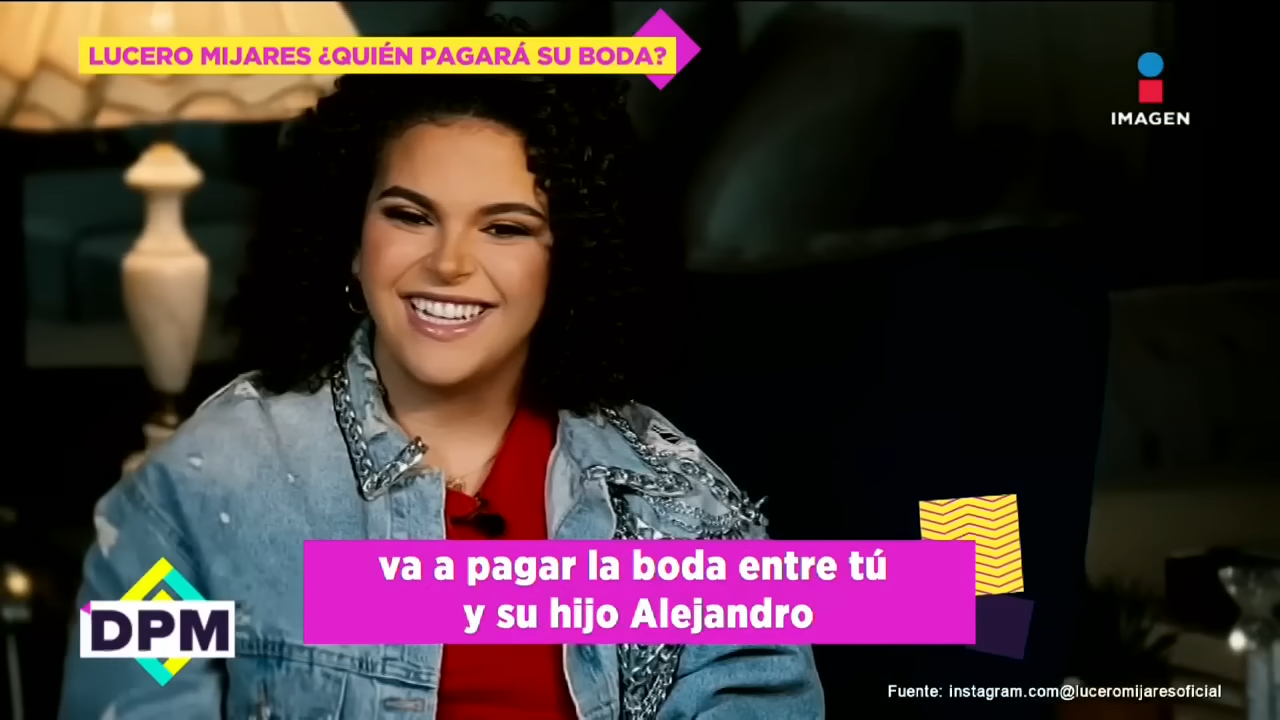 LUCERO MIJARES ¿QUIÉN PAGARÁ SU BODA?
IMAGEN
va a pagar la boda entre tú
y su hijo Alejandro
DPM
Fuente: instagram.com@luceromijaresoficial